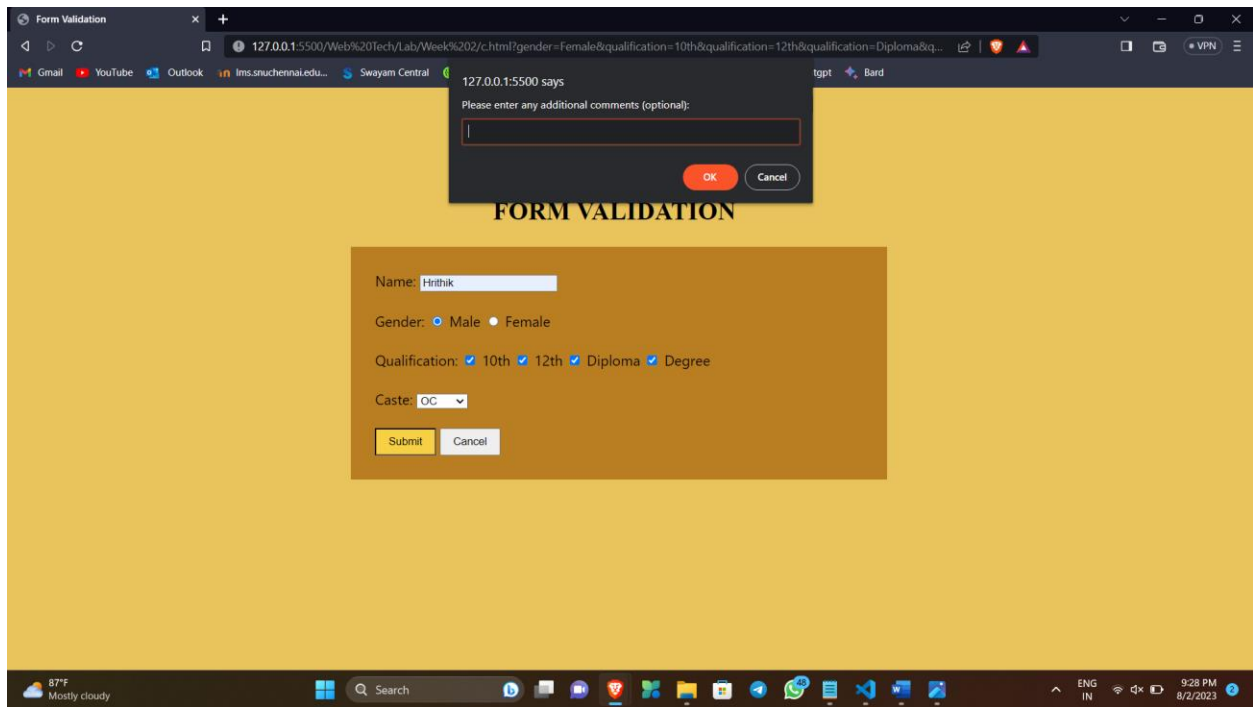 Form Validation
127.0.0.1:5500/Web%20Tech/Lab/Week%202/c.html?gender=Female&qualification=10th&qualification=12th&qualification=Diploma&q...
VPN
Gmail YouTube Outlook lms.snuchennai.edu... Swayam Central tgpt Bard
127.0.0.1:5500 says
Please enter any additional comments (optional):
OK Cancel
FORM VALIDATION
Name: Hrithik
Gender: Male Female
Qualification: 10th 12th Diploma Degree
Caste: OC
Submit Cancel
87°F
Mostly cloudy
Search
48
ENG
IN
9:28 PM
8/2/2023
2